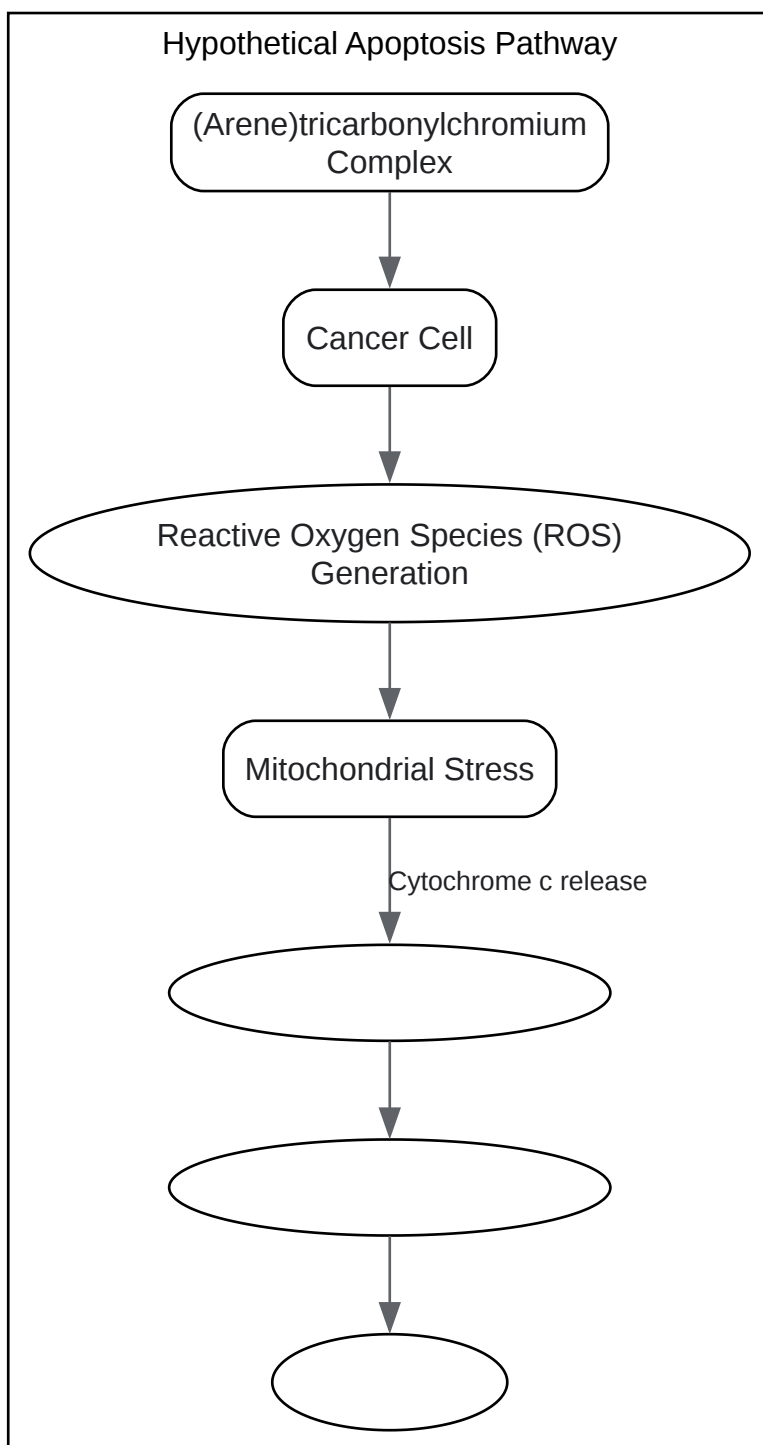 Hypothetical Apoptosis Pathway
(Arene)tricarbonylchromium
Complex
Cancer Cell
Reactive Oxygen Species (ROS)
Generation
Mitochondrial Stress
Cytochrome c release